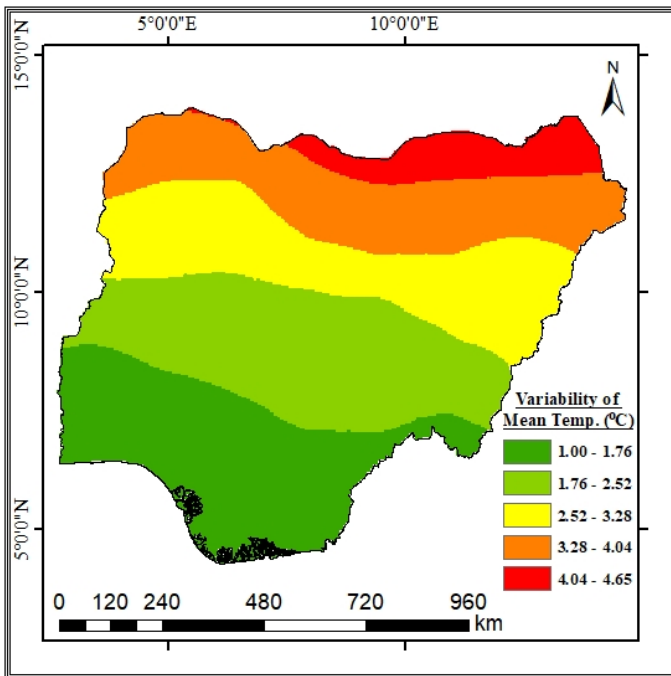 5°0'0"E 10°0'0"E
15°0'0"N
N
10°0'0"N
5°0'0"N
Variability of
Mean Temp. (⁰C)
1.00 - 1.76
1.76 - 2.52
2.52 - 3.28
3.28 - 4.04
4.04 - 4.65
0 120 240 480 720 960
km